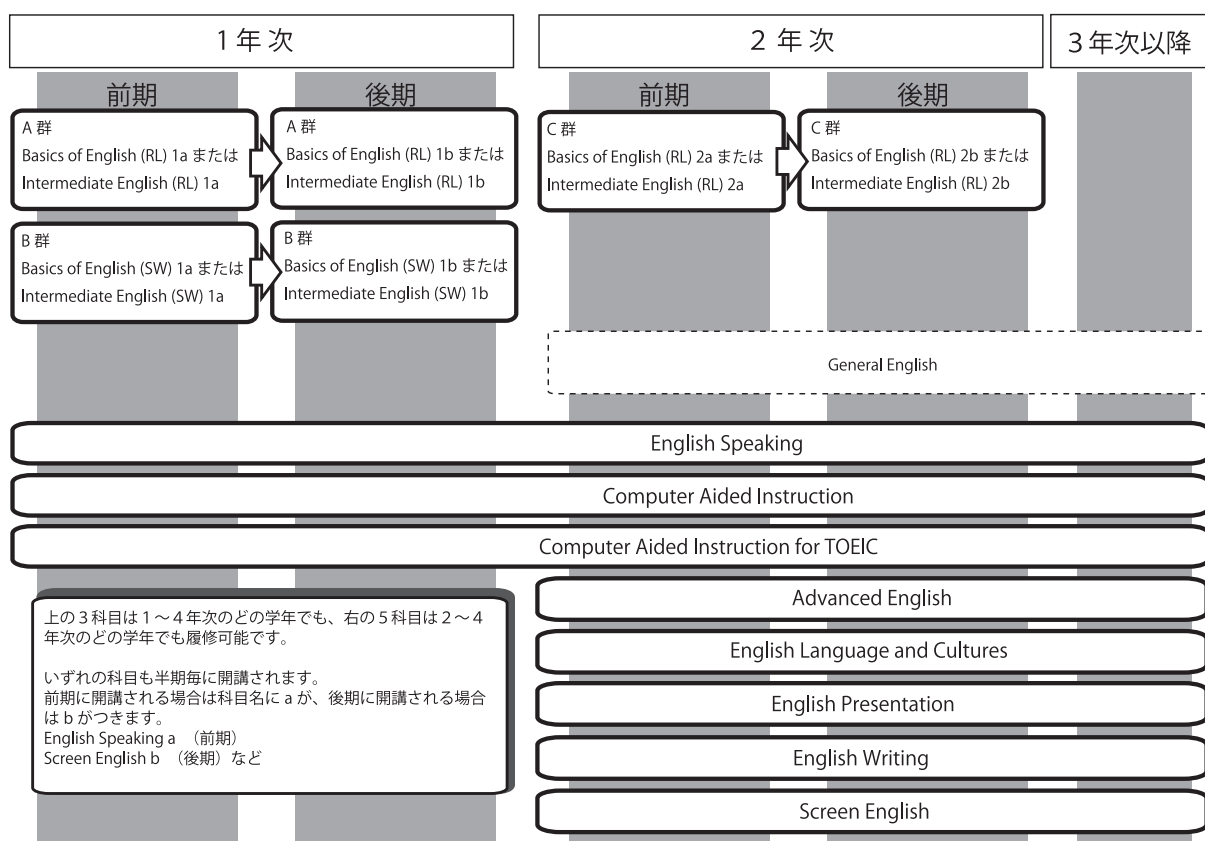 1 年 次
2 年 次
3 年次以降
前期
後期
前期
後期
A 群
Basics of English (RL) 1a または
Intermediate English (RL) 1a
A 群
Basics of English (RL) 1b または
Intermediate English (RL) 1b
C 群
Basics of English (RL) 2a または
Intermediate English (RL) 2a
C 群
Basics of English (RL) 2b または
Intermediate English (RL) 2b
B 群
Basics of English (SW) 1a または
Intermediate English (SW) 1a
B 群
Basics of English (SW) 1b または
Intermediate English (SW) 1b
General English
English Speaking
Computer Aided Instruction
Computer Aided Instruction for TOEIC
上の 3 科目は 1 ~ 4 年次のどの学年でも、右の 5 科目は 2 ~ 4
年次のどの学年でも履修可能です。
いずれの科目も半期毎に開講されます。
前期に開講される場合は科目名に a が、後期に開講される場合
は b がつきます。
English Speaking a (前期)
Screen English b (後期) など
Advanced English
English Language and Cultures
English Presentation
English Writing
Screen English